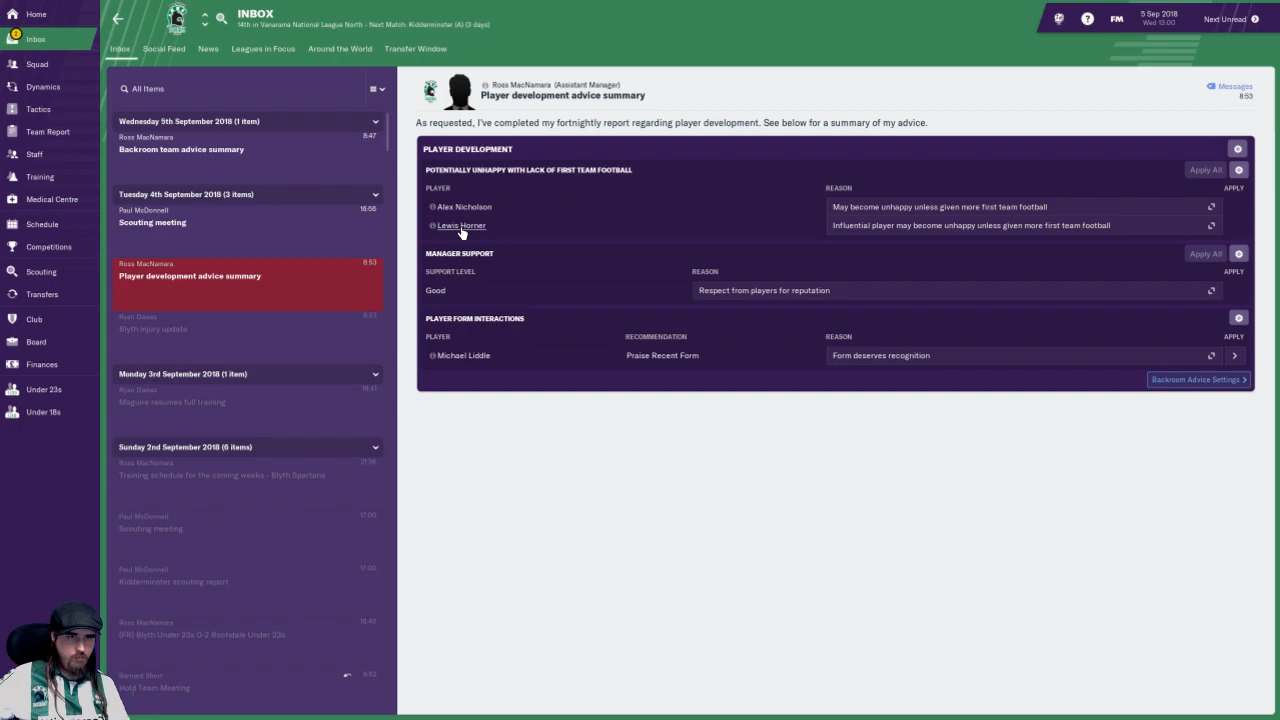 Home
Inbox
Squad
Dynamics
Tactics
Team Report
Staff
Training
Medical Centre
Schedule
Competitions
Scouting
Transfers
Club
Board
Finances
Under 23s
Under 18s
2
INBOX
14th in Vanarama National League North - Next Match: Kidderminster (A) (3 days)
FM
5 Sep 2018
Wed 13:00
Next Unread
Inbox
Social Feed
News
Leagues in Focus
Around the World
Transfer Window
All Items
Wednesday 5th September 2018 (1 item)
Ross MacNamara 8:47
Backroom team advice summary
Tuesday 4th September 2018 (3 items)
Paul McDonnell 18:56
Scouting meeting
Ross MacNamara 8:53
Player development advice summary
Ryan Davies 8:53
Blyth injury update
Monday 3rd September 2018 (1 item)
Ryan Davies 18:41
Maguire resumes full training
Sunday 2nd September 2018 (6 items)
Ross MacNamara 21:36
Training schedule for the coming weeks - Blyth Spartans
Paul McDonnell 17:00
Scouting meeting
Paul McDonnell 17:00
Kidderminster scouting report
Ross MacNamara 16:49
(FR) Blyth Under 23s 0-2 Rochdale Under 23s
Bernard Short 8:52
Hold Team Meeting
Ross MacNamara (Assistant Manager)
Player development advice summary
Messages
8:53
As requested, I've completed my fortnightly report regarding player development. See below for a summary of my advice.
PLAYER DEVELOPMENT
POTENTIALLY UNHAPPY WITH LACK OF FIRST TEAM FOOTBALL Apply All
PLAYER REASON APPLY
Alex Nicholson May become unhappy unless given more first team football
Lewis Horner Influential player may become unhappy unless given more first team football
MANAGER SUPPORT Apply All
SUPPORT LEVEL REASON APPLY
Good Respect from players for reputation
PLAYER FORM INTERACTIONS
PLAYER RECOMMENDATION REASON APPLY
Michael Liddle Praise Recent Form Form deserves recognition
Backroom Advice Settings